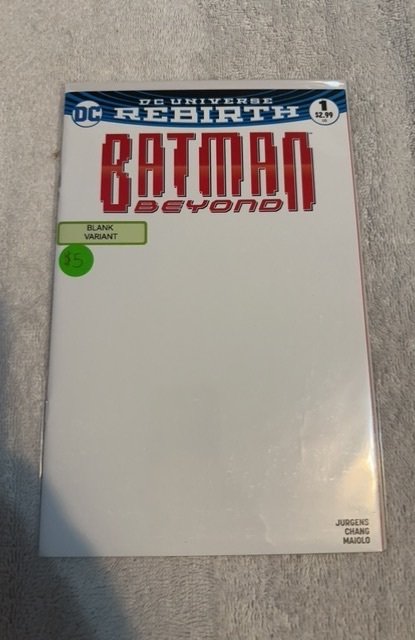 DC UNIVERSE
DC
REBIRTH
1
$2.99
US
BATMAN
BEYOND
BLANK
VARIANT
$5
JURGENS
CHANG
MAIOLO